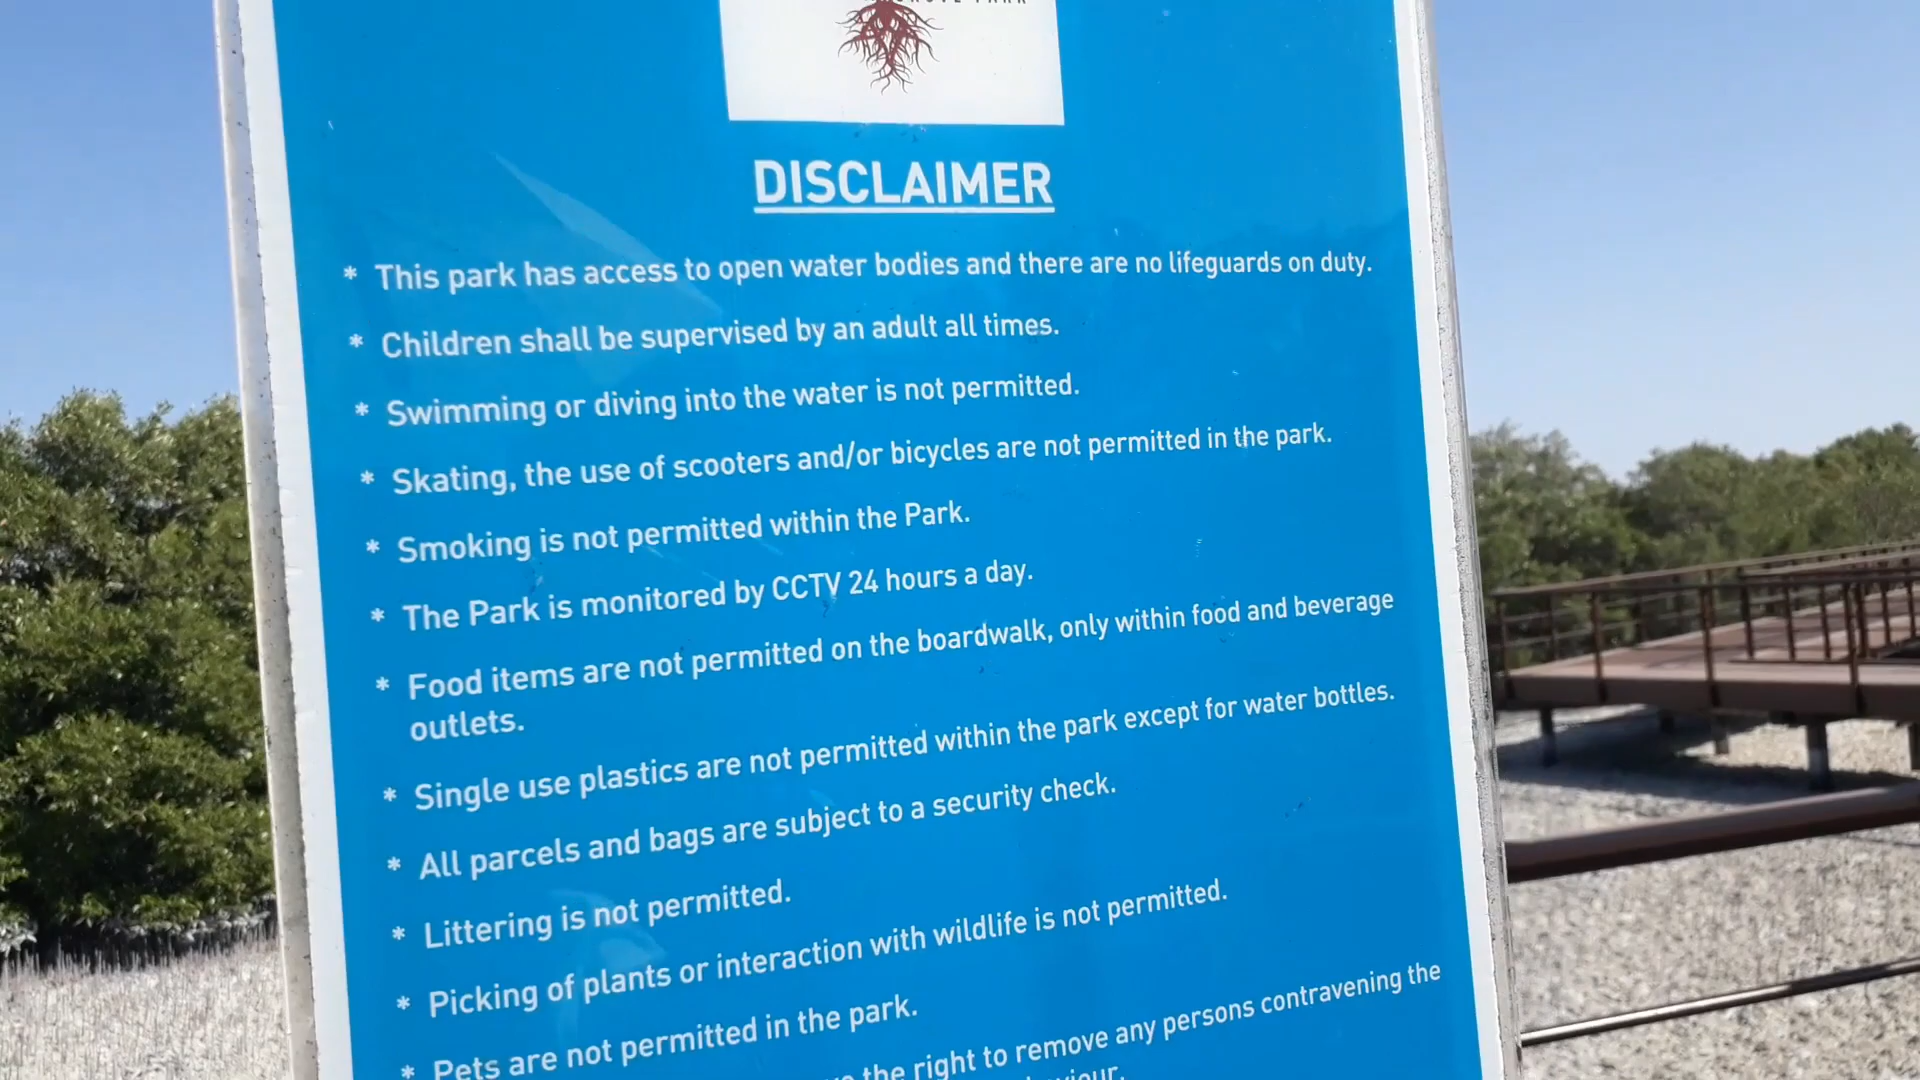 PARK
DISCLAIMER
* This park has access to open water bodies and there are no lifeguards on duty.
* Children shall be supervised by an adult all times.
* Swimming or diving into the water is not permitted.
* Skating, the use of scooters and/or bicycles are not permitted in the park.
* Smoking is not permitted within the Park.
* The Park is monitored by CCTV 24 hours a day.
* Food items are not permitted on the boardwalk, only within food and beverage
outlets.
* Single use plastics are not permitted within the park except for water bottles.
* All parcels and bags are subject to a security check.
* Littering is not permitted.
* Picking of plants or interaction with wildlife is not permitted.
* Pets are not permitted in the park.
the right to remove any persons contravening the